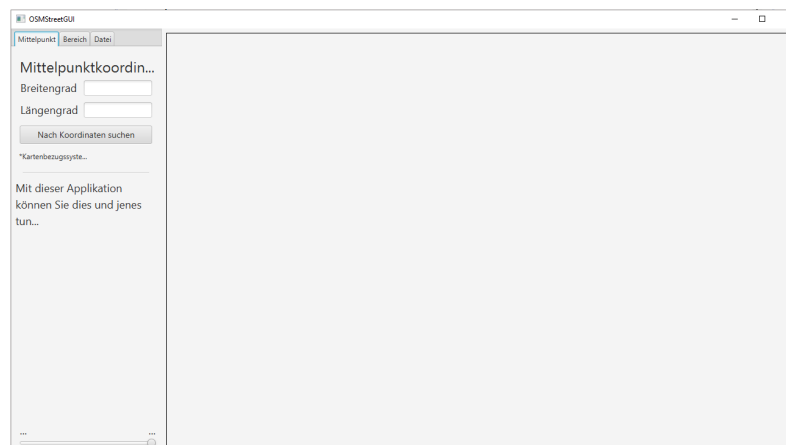 OSMStreetGUI
Mittelpunkt Bereich Datei
Mittelpunktkoordin...
Breitengrad
Längengrad
Nach Koordinaten suchen
*Kartenbezugssyste...
Mit dieser Applikation
können Sie dies und jenes
tun...
... ...